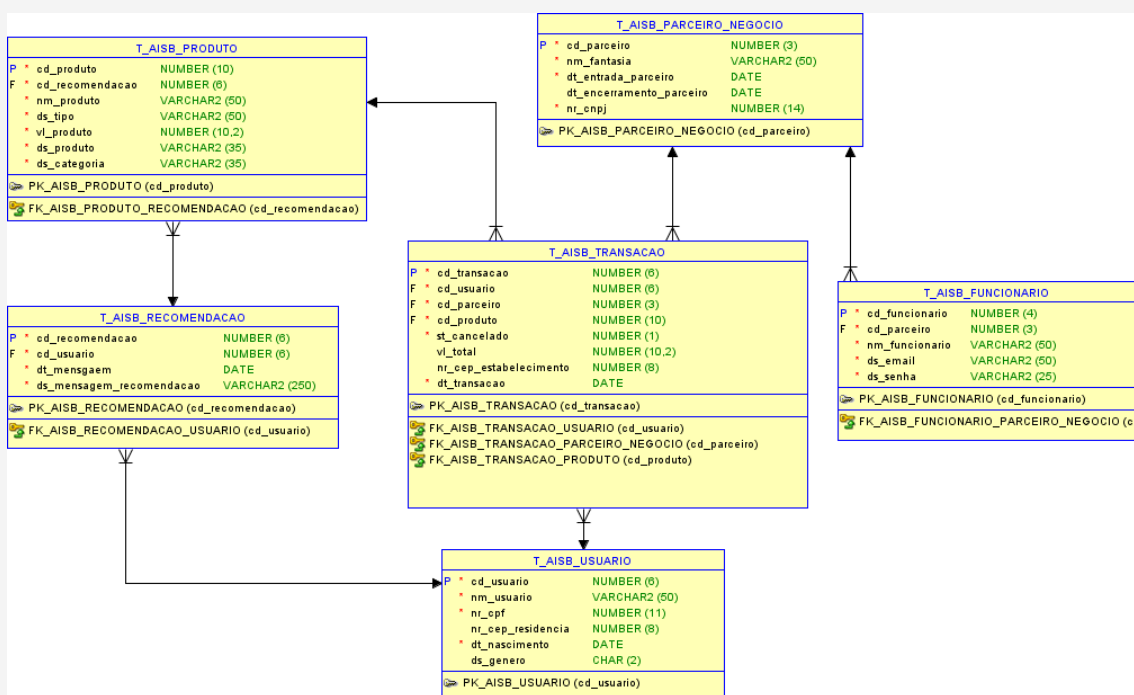 T_AISB_PRODUTO
P * cd_produto NUMBER (10)
F * cd_recomendacao NUMBER (6)
* nm_produto VARCHAR2 (50)
* ds_tipo VARCHAR2 (50)
* vl_produto NUMBER (10,2)
* ds_produto VARCHAR2 (35)
* ds_categoria VARCHAR2 (35)
PK_AISB_PRODUTO (cd_produto)
FK_AISB_PRODUTO_RECOMENDACAO (cd_recomendacao)
T_AISB_PARCEIRO_NEGOCIO
P * cd_parceiro NUMBER (3)
* nm_fantasia VARCHAR2 (50)
* dt_entrada_parceiro DATE
dt_encerramento_parceiro DATE
* nr_cnpj NUMBER (14)
PK_AISB_PARCEIRO_NEGOCIO (cd_parceiro)
T_AISB_TRANSACAO
P * cd_transacao NUMBER (6)
F * cd_usuario NUMBER (6)
F * cd_parceiro NUMBER (3)
F * cd_produto NUMBER (10)
* st_cancelado NUMBER (1)
vl_total NUMBER (10,2)
nr_cep_estabelecimento NUMBER (8)
* dt_transacao DATE
PK_AISB_TRANSACAO (cd_transacao)
FK_AISB_TRANSACAO_USUARIO (cd_usuario)
FK_AISB_TRANSACAO_PARCEIRO_NEGOCIO (cd_parceiro)
FK_AISB_TRANSACAO_PRODUTO (cd_produto)
T_AISB_FUNCIONARIO
P * cd_funcionario NUMBER (4)
F * cd_parceiro NUMBER (3)
* nm_funcionario VARCHAR2 (50)
* ds_email VARCHAR2 (50)
* ds_senha VARCHAR2 (25)
PK_AISB_FUNCIONARIO (cd_funcionario)
FK_AISB_FUNCIONARIO_PARCEIRO_NEGOCIO (c
T_AISB_RECOMENDACAO
P * cd_recomendacao NUMBER (6)
F * cd_usuario NUMBER (6)
* dt_mensgaem DATE
* ds_mensagem_recomendacao VARCHAR2 (250)
PK_AISB_RECOMENDACAO (cd_recomendacao)
FK_AISB_RECOMENDACAO_USUARIO (cd_usuario)
T_AISB_USUARIO
P * cd_usuario NUMBER (6)
* nm_usuario VARCHAR2 (50)
* nr_cpf NUMBER (11)
nr_cep_residencia NUMBER (8)
* dt_nascimento DATE
ds_genero CHAR (2)
PK_AISB_USUARIO (cd_usuario)